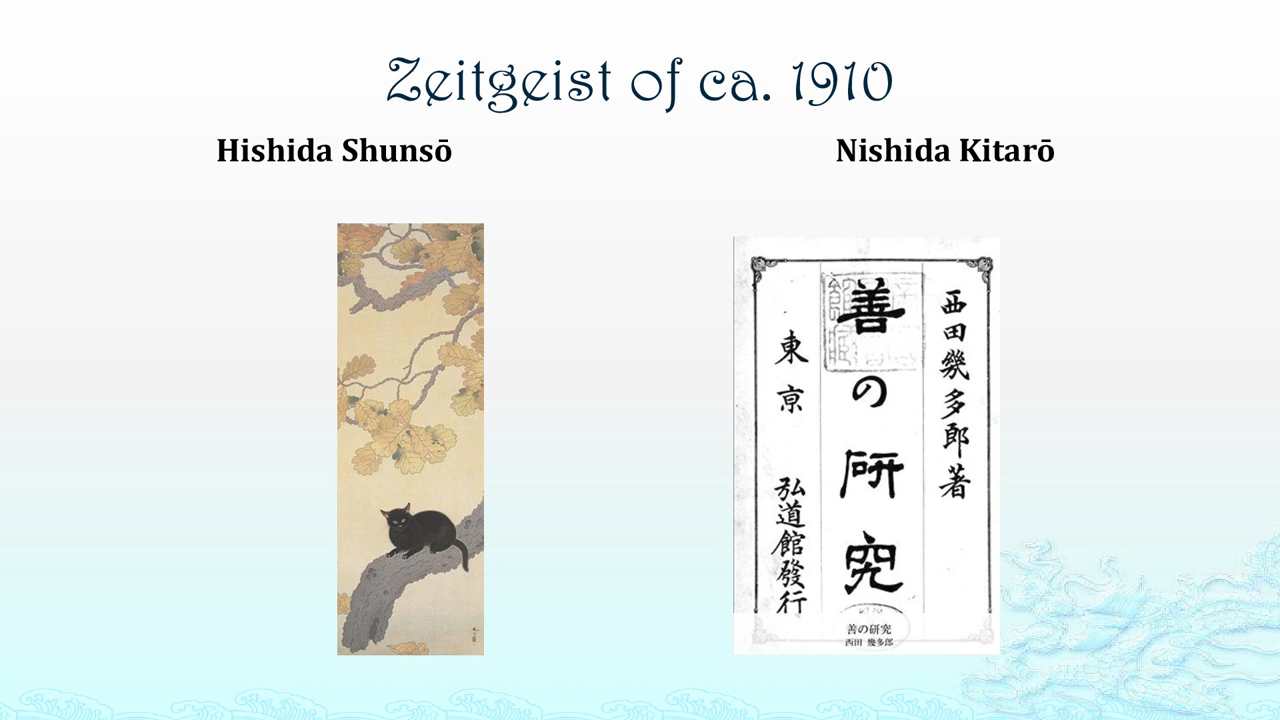 Zeitgeist of ca. 1910
Hishida Shunsō
Nishida Kitarō
西田幾多郎著
善の研究
東京
弘道館發行
善の研究
西田 幾多郎